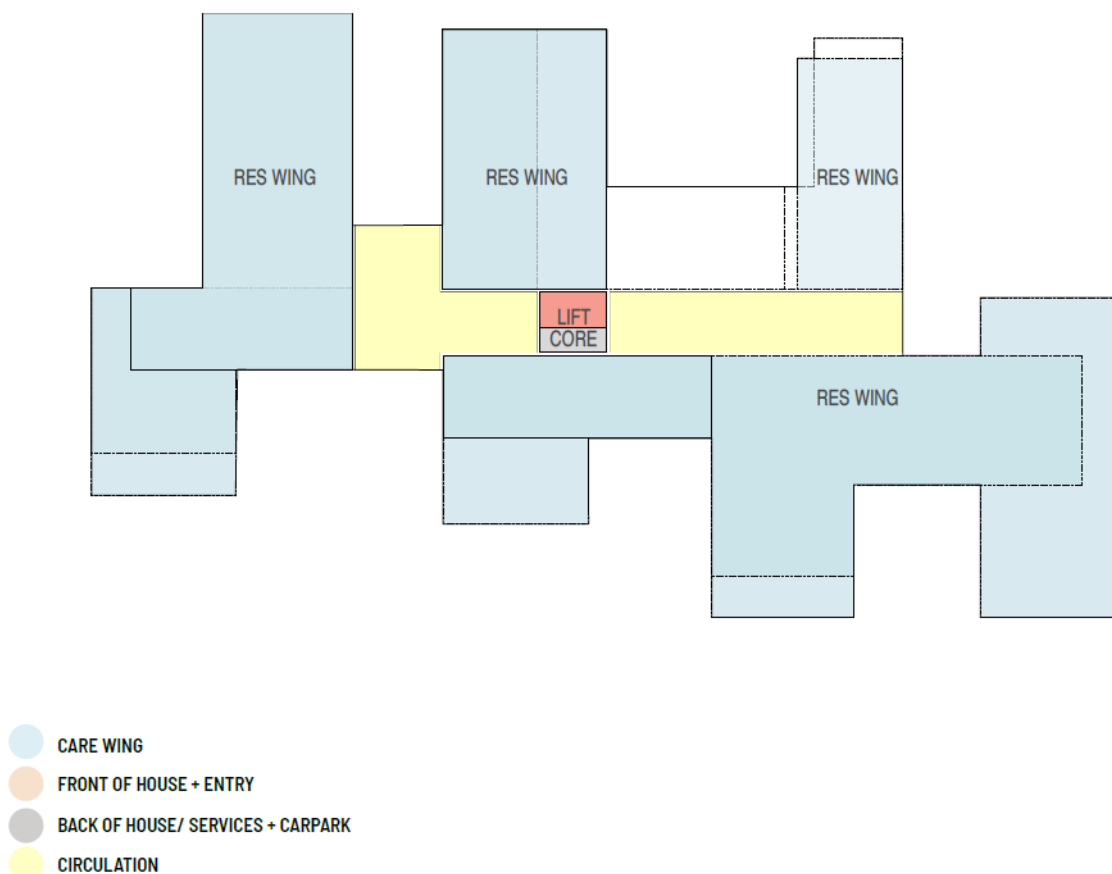 RES WING
RES WING
RES WING
LIFT
CORE
RES WING
CARE WING
FRONT OF HOUSE + ENTRY
BACK OF HOUSE/ SERVICES + CARPARK
CIRCULATION